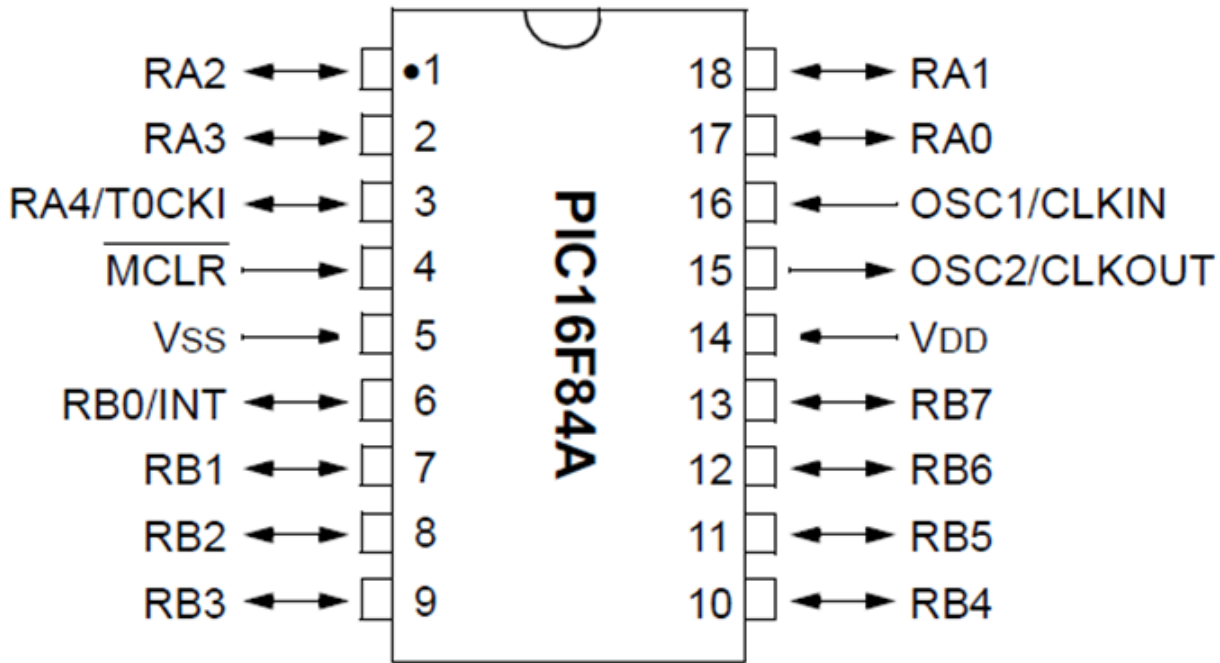 RA2 •1 18 RA1
RA3 2 17 RA0
RA4/T0CKI 3 16 OSC1/CLKIN
M̅C̅L̅R̅ 4 15 OSC2/CLKOUT
VSS 5 14 VDD
RB0/INT 6 13 RB7
RB1 7 12 RB6
RB2 8 11 RB5
RB3 9 10 RB4
PIC16F84A